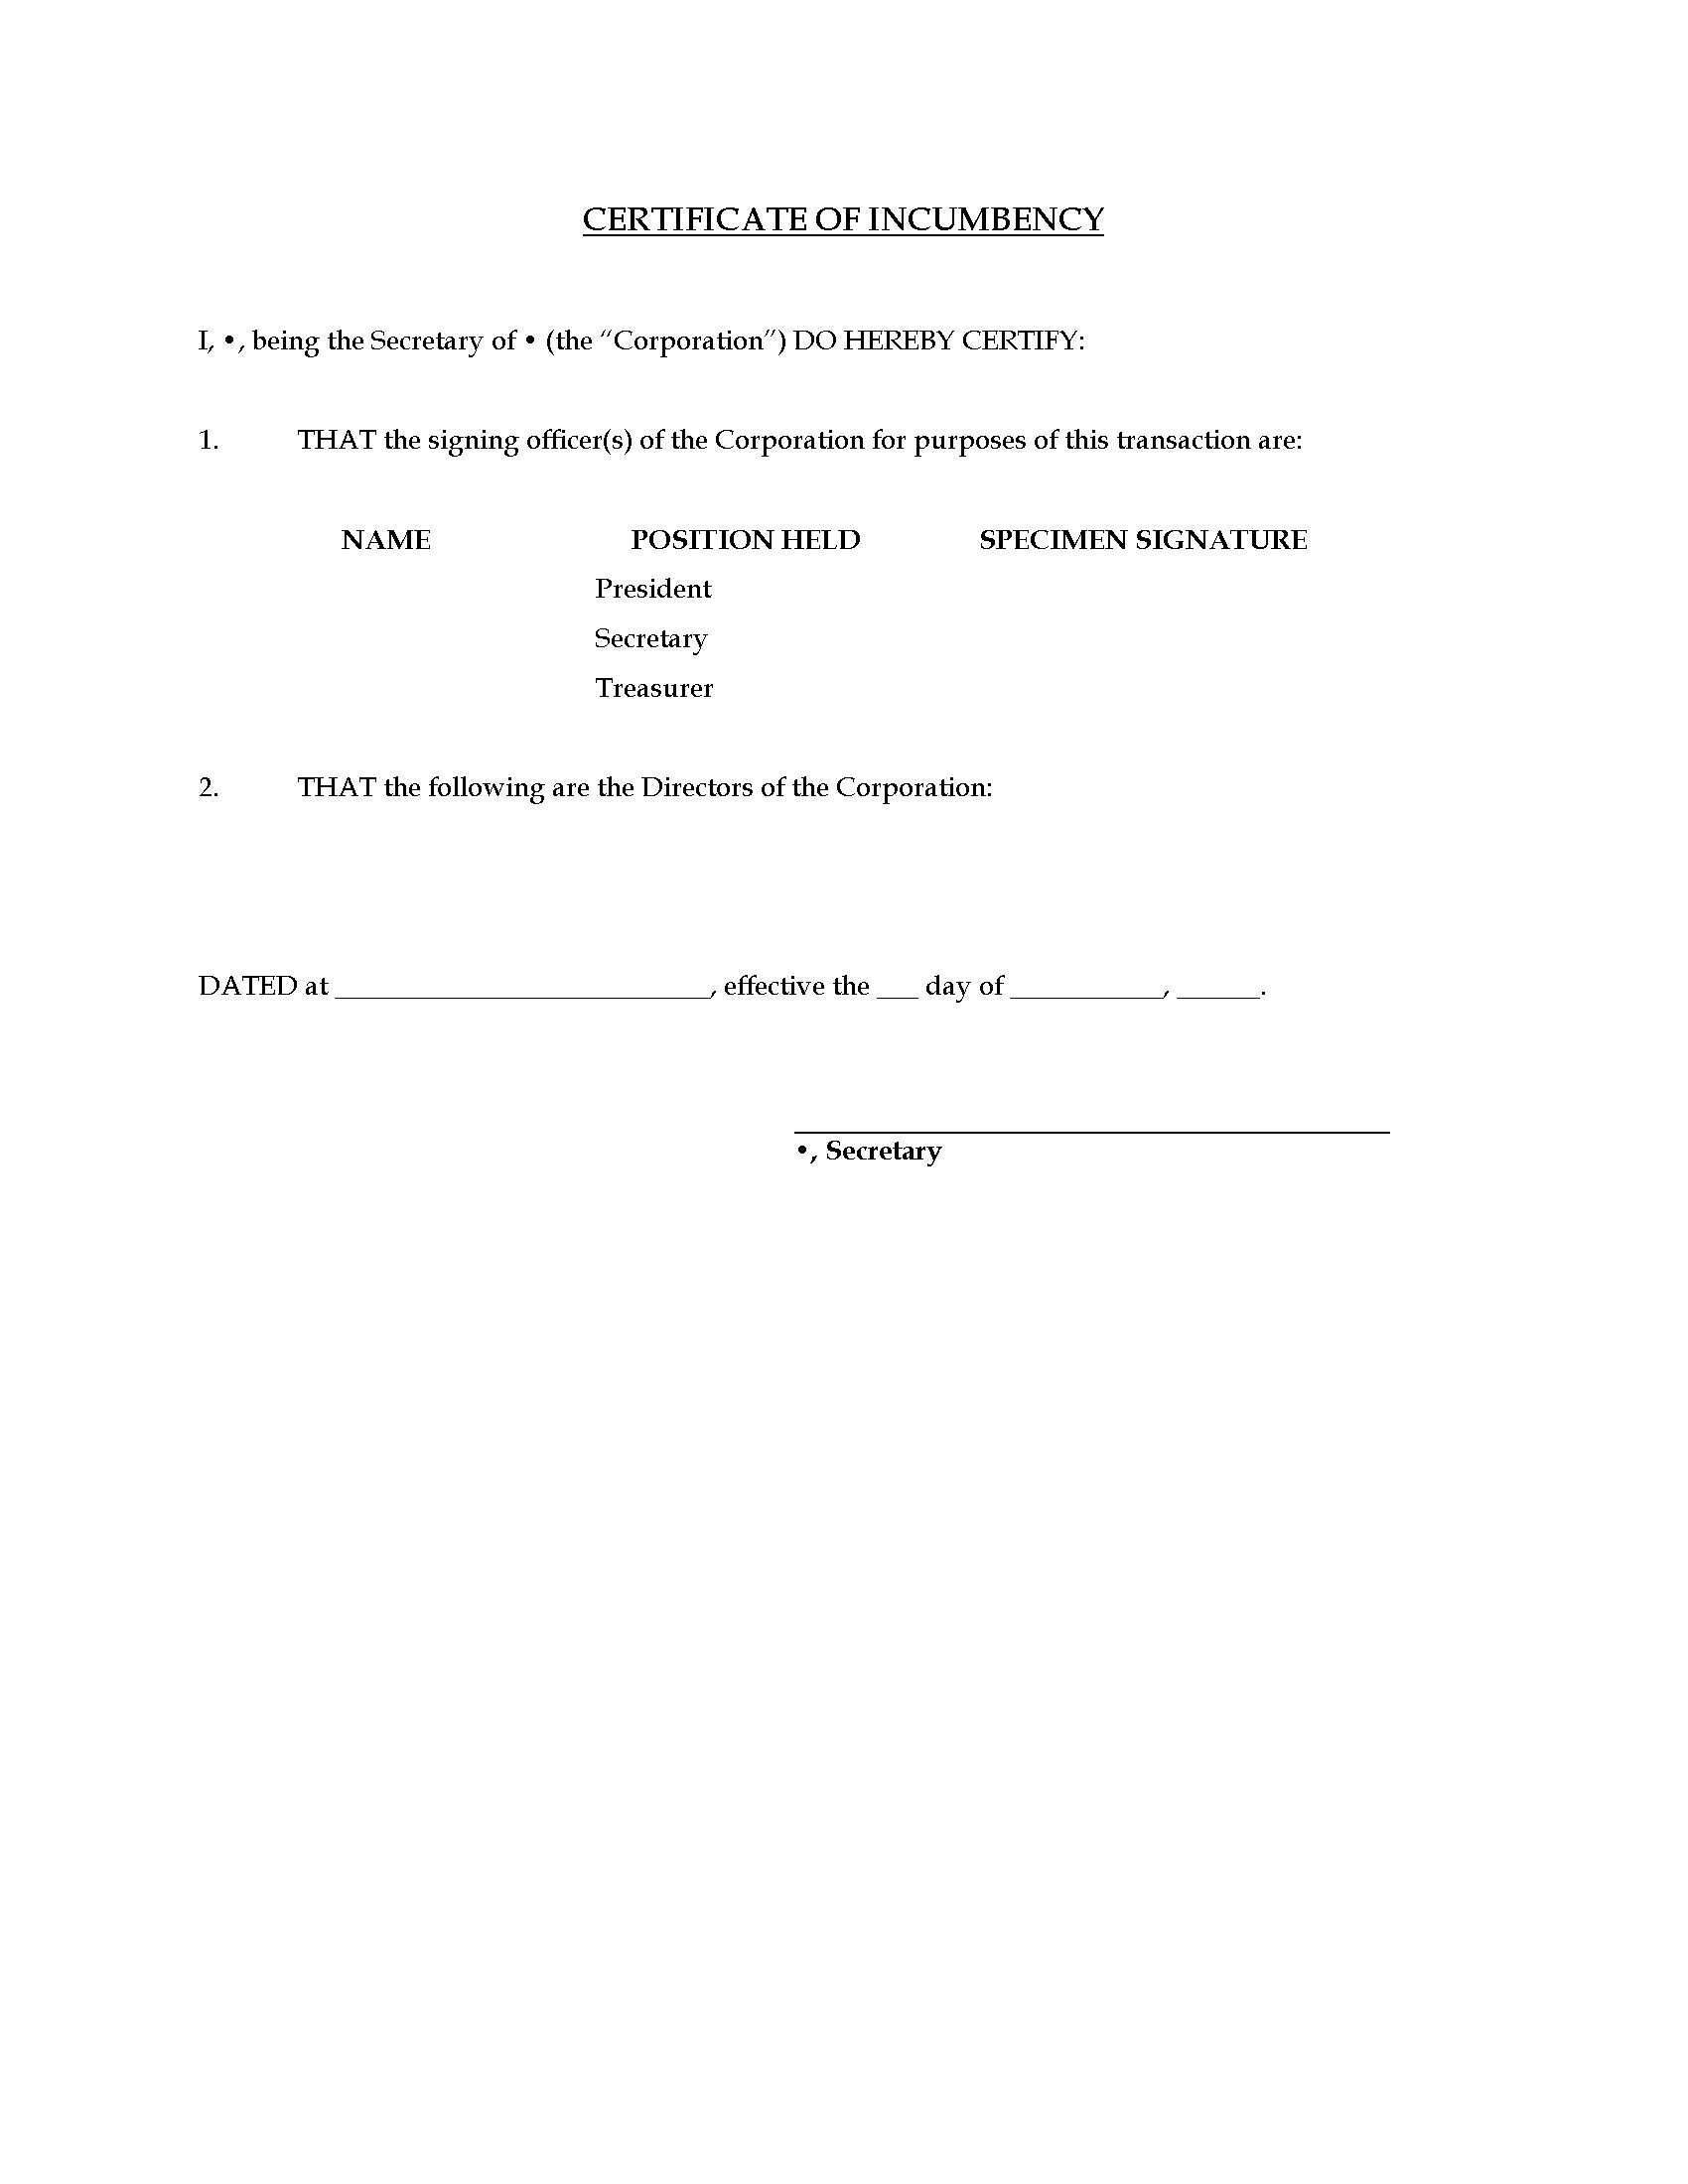 CERTIFICATE OF INCUMBENCY
I, •, being the Secretary of • (the “Corporation”) DO HEREBY CERTIFY:
1. THAT the signing officer(s) of the Corporation for purposes of this transaction are:
NAME POSITION HELD SPECIMEN SIGNATURE
President
Secretary
Treasurer
2. THAT the following are the Directors of the Corporation:
DATED at ___________________________, effective the ___ day of ___________, ______.
•, Secretary